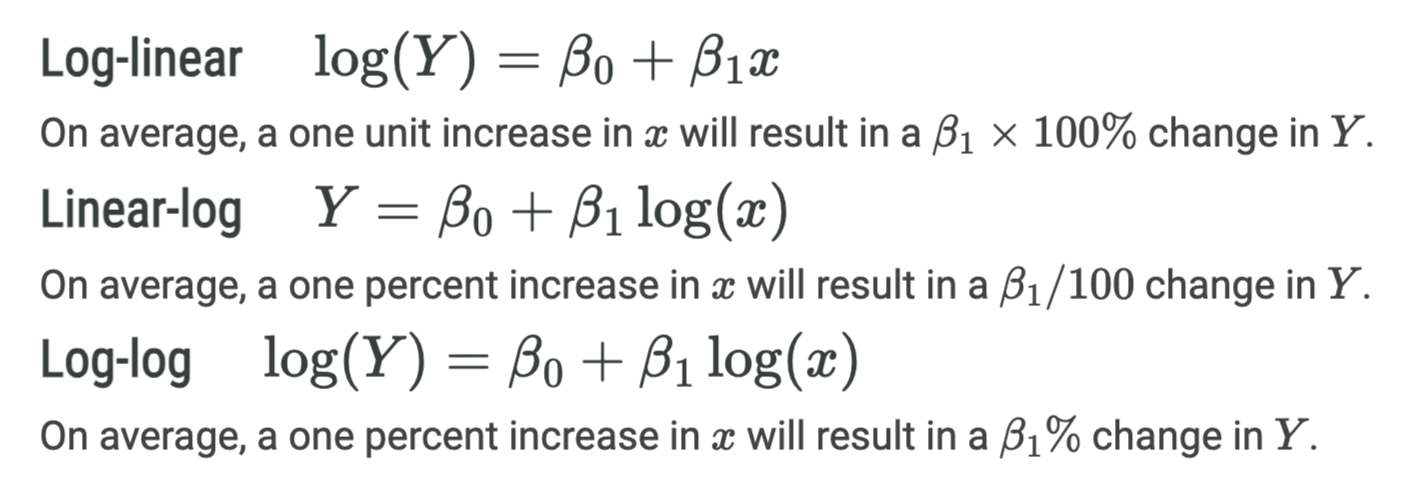 Log-linear log(Y) = β₀ + β₁x
On average, a one unit increase in x will result in a β₁ × 100% change in Y.
Linear-log Y = β₀ + β₁ log(x)
On average, a one percent increase in x will result in a β₁/100 change in Y.
Log-log log(Y) = β₀ + β₁ log(x)
On average, a one percent increase in x will result in a β₁% change in Y.